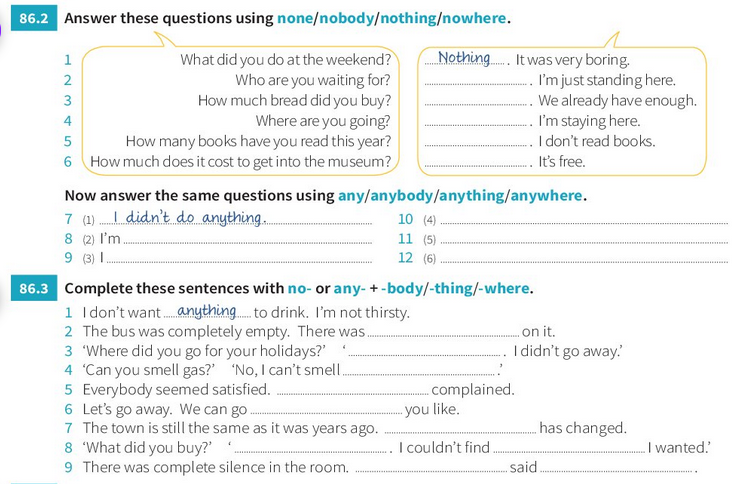 86.2 Answer these questions using none/nobody/nothing/nowhere.
1 What did you do at the weekend? Nothing. It was very boring.
2 Who are you waiting for? . I'm just standing here.
3 How much bread did you buy? . We already have enough.
4 Where are you going? . I'm staying here.
5 How many books have you read this year? . I don't read books.
6 How much does it cost to get into the museum? . It's free.
Now answer the same questions using any/anybody/anything/anywhere.
7 (1) I didn't do anything. 10 (4)
8 (2) I'm 11 (5)
9 (3) I 12 (6)
86.3 Complete these sentences with no- or any- + -body/-thing/-where.
1 I don't want anything to drink. I'm not thirsty.
2 The bus was completely empty. There was on it.
3 ‘Where did you go for your holidays?’ ‘ . I didn't go away.’
4 ‘Can you smell gas?’ ‘No, I can't smell .’
5 Everybody seemed satisfied. complained.
6 Let's go away. We can go you like.
7 The town is still the same as it was years ago. has changed.
8 ‘What did you buy?’ ‘ . I couldn't find I wanted.’
9 There was complete silence in the room. said .